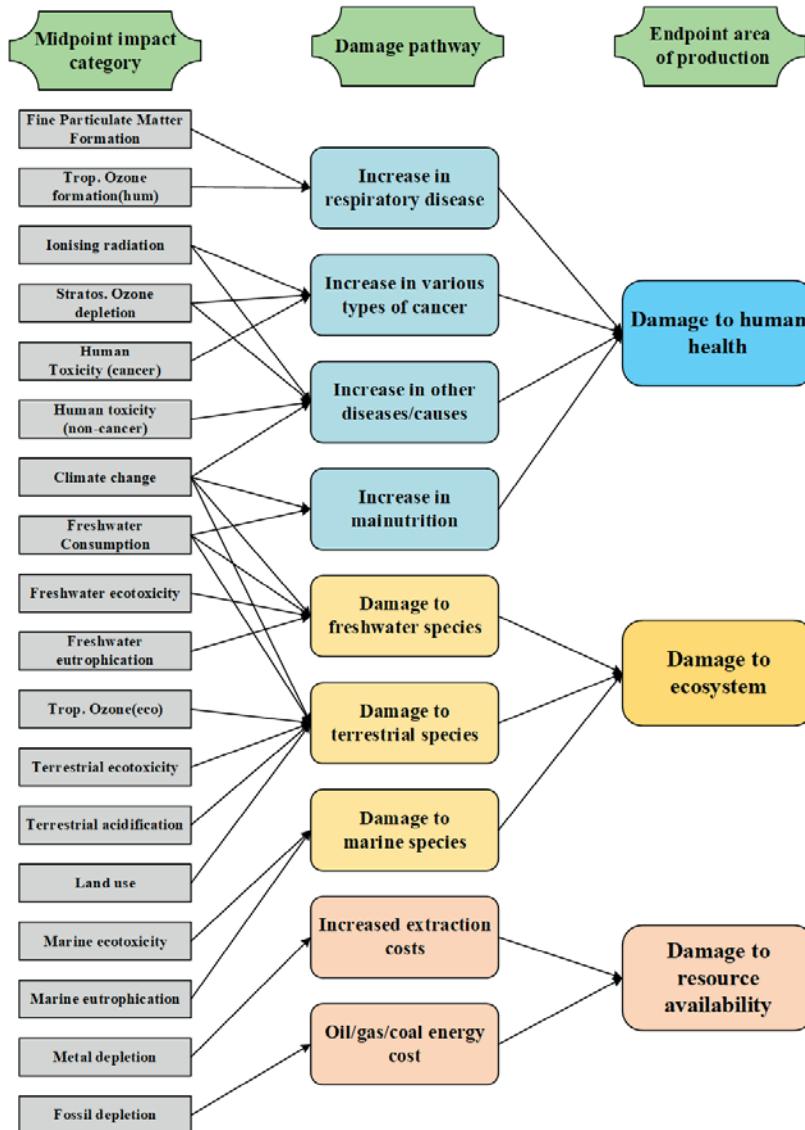 Midpoint impact
category
Damage pathway
Endpoint area
of production
Fine Particulate Matter
Formation
Trop. Ozone
formation(hum)
Ionising radiation
Stratos. Ozone
depletion
Human
Toxicity (cancer)
Human toxicity
(non-cancer)
Climate change
Freshwater
Consumption
Freshwater ecotoxicity
Freshwater
eutrophication
Trop. Ozone(eco)
Terrestrial ecotoxicity
Terrestrial acidification
Land use
Marine ecotoxicity
Marine eutrophication
Metal depletion
Fossil depletion
Increase in
respiratory disease
Increase in various
types of cancer
Increase in other
diseases/causes
Increase in
mainutrition
Damage to
freshwater species
Damage to
terrestrial species
Damage to
marine species
Increased extraction
costs
Oil/gas/coal energy
cost
Damage to human
health
Damage to
ecosystem
Damage to
resource
availability